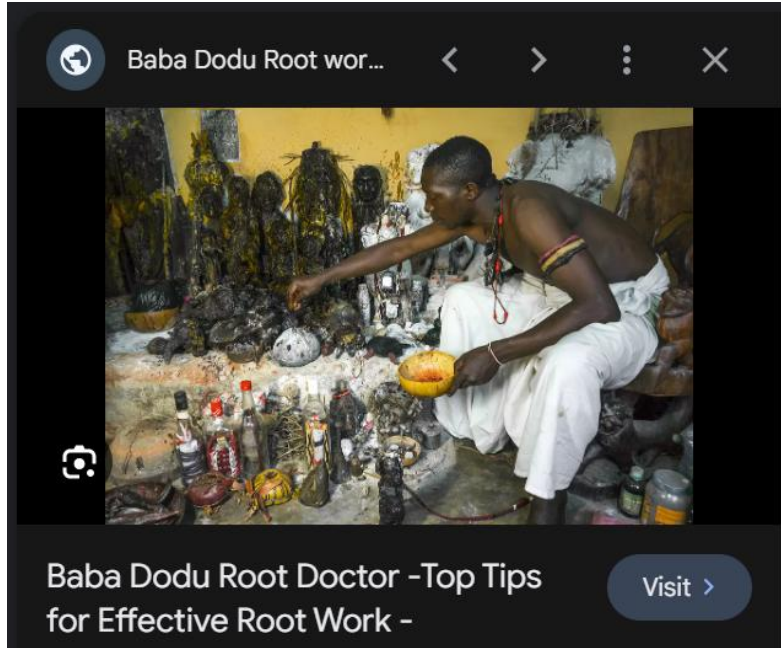 Baba Dodu Root wor...
Baba Dodu Root Doctor -Top Tips
for Effective Root Work -
Visit